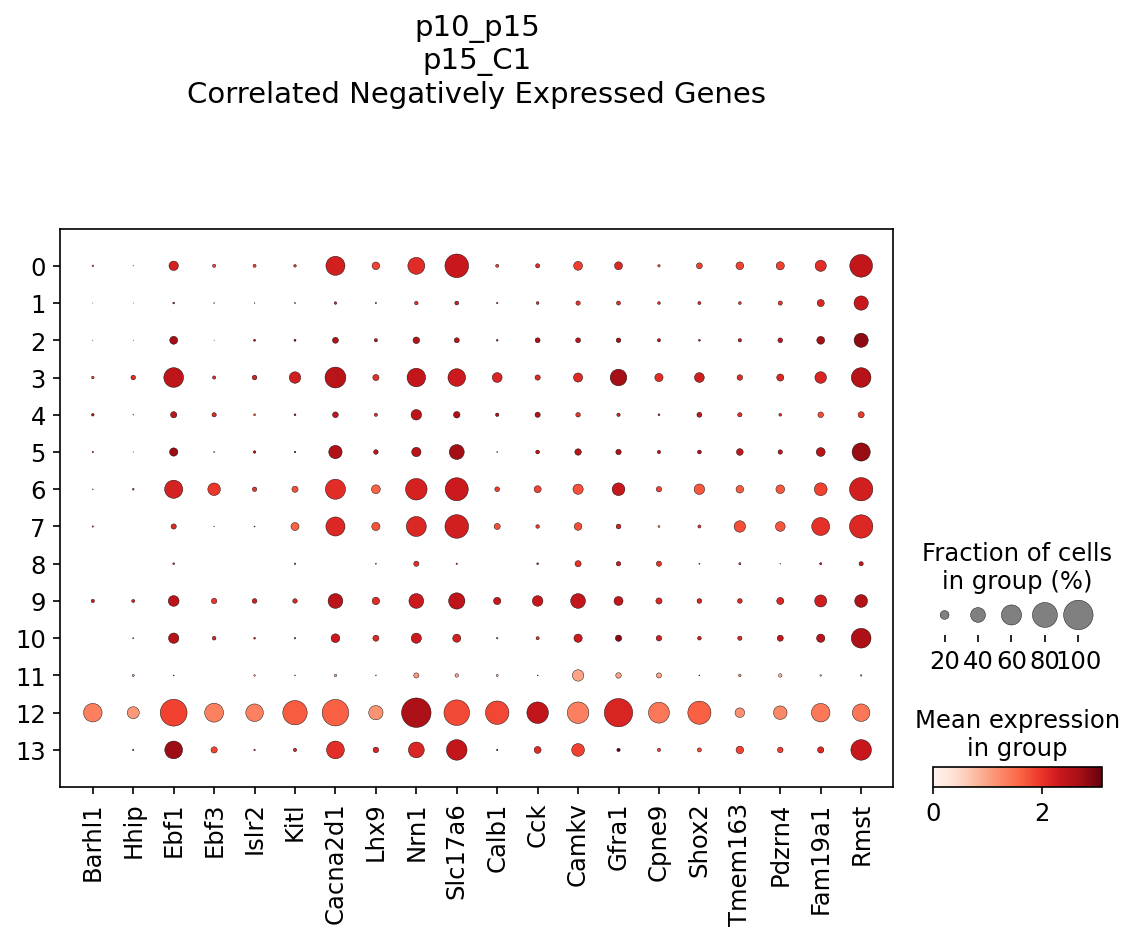 p10_p15
p15_C1
Correlated Negatively Expressed Genes
0
1
2
3
4
5
6
7
8
9
10
11
12
13
Barhl1
Hhip
Ebf1
Ebf3
Islr2
Kitl
Cacna2d1
Lhx9
Nrn1
Slc17a6
Calb1
Cck
Camkv
Gfra1
Cpne9
Shox2
Tmem163
Pdzrn4
Fam19a1
Rmst
Fraction of cells
in group (%)
20 40 60 80 100
Mean expression
in group
0 2